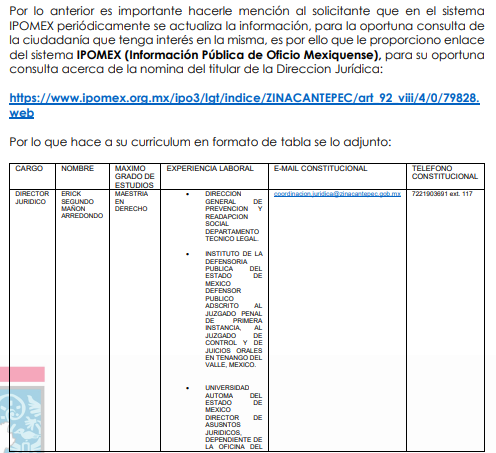 Por lo anterior es importante hacerle mención al solicitante que en el sistema
IPOMEX periódicamente se actualiza la información, para la oportuna consulta de
la ciudadanía que tenga interés en la misma, es por ello que le proporciono enlace
del sistema IPOMEX (Información Pública de Oficio Mexiquense), para su oportuna
consulta acerca de la nomina del titular de la Direccion Jurídica:
https://www.ipomex.org.mx/ipo3/lgt/indice/ZINACANTEPEC/art_92_viii/4/0/79828.
web
Por lo que hace a su curriculum en formato de tabla se lo adjunto:
CARGO
NOMBRE
MAXIMO
GRADO DE
ESTUDIOS
EXPERIENCIA LABORAL
E-MAIL CONSTITUCIONAL
TELEFONO
CONSTITUCIONAL
DIRECTOR
JURIDICO
ERICK
SEGUNDO
MAÑON
ARREDONDO
MAESTRIA
EN
DERECHO
• DIRECCION
GENERAL DE
PREVENCION Y
READAPCION
SOCIAL
DEPARTAMENTO
TECNICO LEGAL.
• INSTITUTO DE LA
DEFENSORIA
PUBLICA DEL
ESTADO DE
MEXICO
DEFENSOR
PUBLICO
ADSCRITO AL
JUZGADO PENAL
DE PRIMERA
INSTANCIA, AL
JUZGADO DE
CONTROL Y DE
JUICIOS ORALES
EN TENANGO DEL
VALLE, MEXICO.
• UNIVERSIDAD
AUTOMA DEL
ESTADO DE
MEXICO
DIRECTOR DE
ASUSNTOS
JURIDICOS,
DEPENDIENTE DE
LA OFICINA DEL
coordinacion.juridica@zinacantepec.gob.mx
7221903691 ext. 117